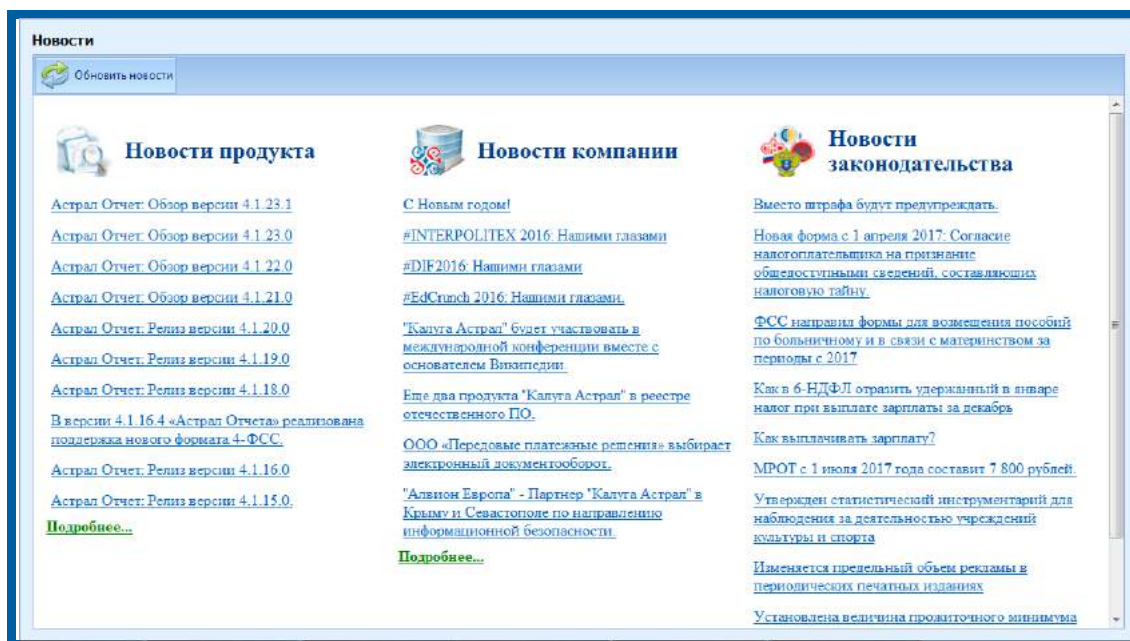 Новости
Обновить новости
Новости продукта
Астрал Отчет: Обзор версии 4.1.23.1
Астрал Отчет: Обзор версии 4.1.23.0
Астрал Отчет: Обзор версии 4.1.22.0
Астрал Отчет: Обзор версии 4.1.21.0
Астрал Отчет: Релиз версии 4.1.20.0
Астрал Отчет: Релиз версии 4.1.19.0
Астрал Отчет: Релиз версии 4.1.18.0
В версии 4.1.16.4 «Астрал Отчета» реализована
поддержка нового формата 4-ФСС.
Астрал Отчет: Релиз версии 4.1.16.0
Астрал Отчет: Релиз версии 4.1.15.0.
Подробнее...
Новости компании
С Новым годом!
#INTERPOLITEX 2016: Нашими глазами
#DIF2016: Нашими глазами
#EdCrunch 2016: Нашими глазами.
"Калуга Астрал" будет участвовать в
международной конференции вместе с
основателем Википедии.
Еще два продукта "Калуга Астрал" в реестре
отечественного ПО.
ООО «Передовые платежные решения» выбирает
электронный документооборот.
"Алвион Европа" - Партнер "Калуга Астрал" в
Крыму и Севастополе по направлению
информационной безопасности.
Подробнее...
Новости
законодательства
Вместо штрафа будут предупреждать.
Новая форма с 1 апреля 2017: Согласие
налогоплательщика на признание
общедоступными сведений, составляющих
налоговую тайну.
ФСС направил формы для возмещения пособий
по больничному и в связи с материнством за
периоды с 2017
Как в 6-НДФЛ отразить удержанный в январе
налог при выплате зарплаты за декабрь
Как выплачивать зарплату?
МРОТ с 1 июля 2017 года составит 7 800 рублей.
Утвержден статистический инструментарий для
наблюдения за деятельностью учреждений
культуры и спорта
Изменяется предельный объем рекламы в
периодических печатных изданиях
Установлена величина прожиточного минимума